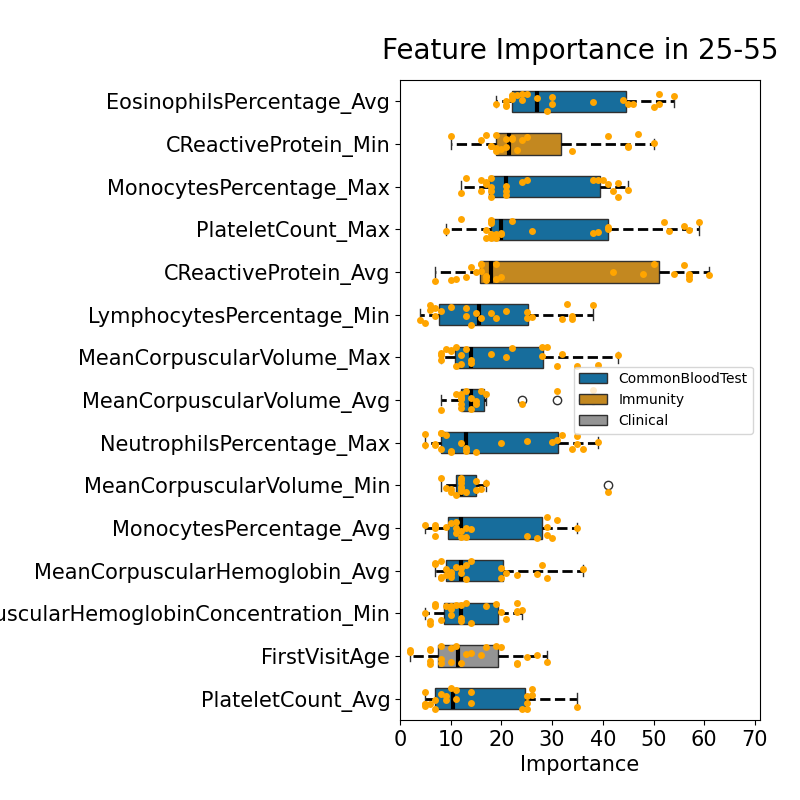 Feature Importance in 25-55
EosinophilsPercentage_Avg
CReactiveProtein_Min
MonocytesPercentage_Max
PlateletCount_Max
CReactiveProtein_Avg
LymphocytesPercentage_Min
MeanCorpuscularVolume_Max
MeanCorpuscularVolume_Avg
NeutrophilsPercentage_Max
MeanCorpuscularVolume_Min
MonocytesPercentage_Avg
MeanCorpuscularHemoglobin_Avg
uscularHemoglobinConcentration_Min
FirstVisitAge
PlateletCount_Avg
CommonBloodTest
Immunity
Clinical
0 10 20 30 40 50 60 70
Importance